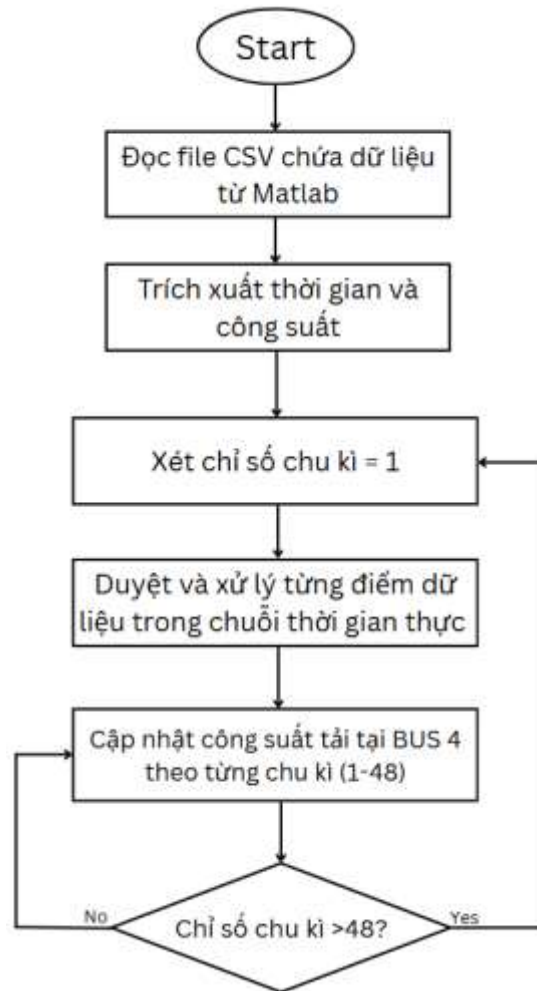 Start
Đọc file CSV chứa dữ liệu
từ Matlab
Trích xuất thời gian và
công suất
Xét chỉ số chu kì = 1
Duyệt và xử lý từng điểm dữ
liệu trong chuỗi thời gian thực
Cập nhật công suất tải tại BUS 4
theo từng chu kì (1-48)
No
Chỉ số chu kì >48?
Yes